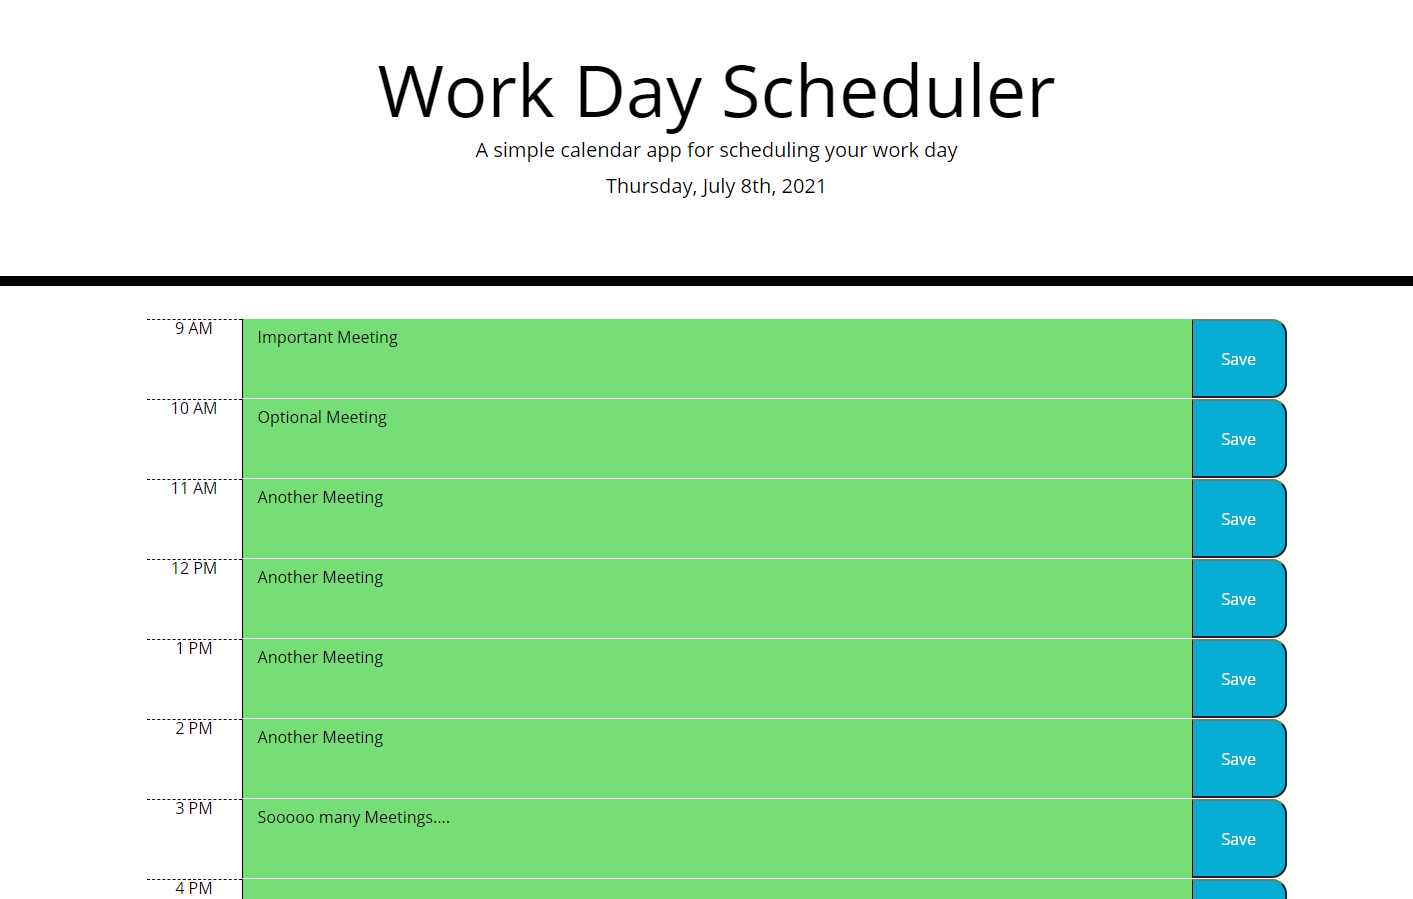 Work Day Scheduler
A simple calendar app for scheduling your work day
Thursday, July 8th, 2021
9 AM Important Meeting Save
10 AM Optional Meeting Save
11 AM Another Meeting Save
12 PM Another Meeting Save
1 PM Another Meeting Save
2 PM Another Meeting Save
3 PM Sooooo many Meetings.... Save
4 PM